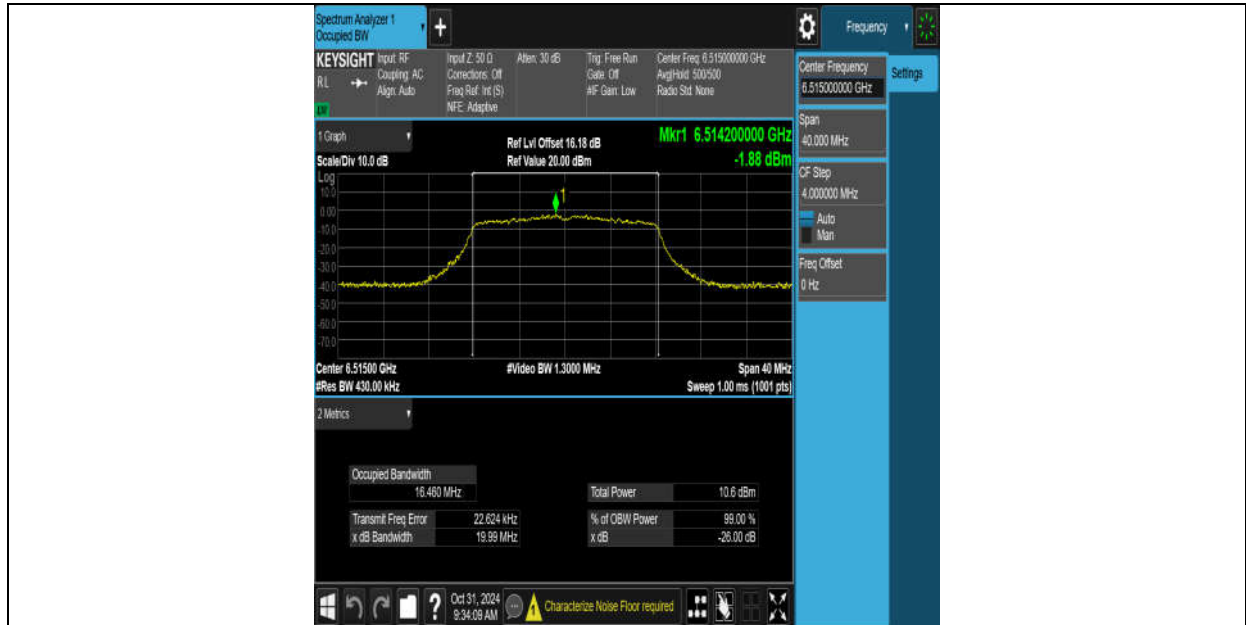 Spectrum Analyzer 1
Occupied BW
+
Frequency
KEYSIGHT Input: RF Input Z: 50 Ω Atten: 30 dB Trig: Free Run Center Freq: 6.515000000 GHz
R L Coupling: AC Corrections: Off Gate: Off Avg|Hold: 500/500
Align: Auto Freq Ref: Int (S) #IF Gain: Low Radio Std: None
NFE: Adaptive
Center Frequency
6.515000000 GHz
Settings
Span
40.000 MHz
CF Step
4.000000 MHz
Auto
Man
Freq Offset
0 Hz
1 Graph
Ref Lvl Offset 16.18 dB Mkr1 6.514200000 GHz
Scale/Div 10.0 dB Ref Value 20.00 dBm -1.88 dBm
Log
10.0
0.00
-10.0
-20.0
-30.0
-40.0
-50.0
-60.0
-70.0
1
Center 6.51500 GHz #Video BW 1.3000 MHz Span 40 MHz
#Res BW 430.00 kHz Sweep 1.00 ms (1001 pts)
2 Metrics
Occupied Bandwidth
16.460 MHz Total Power 10.6 dBm
Transmit Freq Error 22.624 kHz % of OBW Power 99.00 %
x dB Bandwidth 19.99 MHz x dB -26.00 dB
? Oct 31, 2024
9:34:09 AM
Characterize Noise Floor required